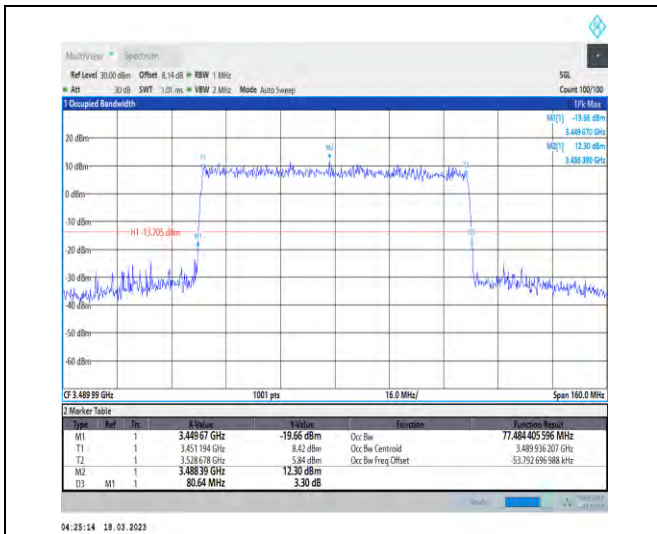 MultiView Spectrum
Ref Level 30.00 dBm Offset 8.14 dB RBW 1 MHz SGL
Att 30 dB SWT 1.01 ms VBW 2 MHz Mode Auto Sweep Count 100/100
1 Occupied Bandwidth 1Pk Max
M1[1] -19.66 dBm
3.449 670 GHz
M2[1] 12.30 dBm
3.488 390 GHz
20 dBm
M2
T1
T2
10 dBm
0 dBm
-10 dBm
H1 -13.705 dBm
M1
D3
-20 dBm
-30 dBm
-40 dBm
-50 dBm
-60 dBm
CF 3.489 99 GHz 1001 pts 16.0 MHz/ Span 160.0 MHz
2 Marker Table
Type Ref Trc X-Value Y-Value Function Function Result
M1 1 3.449 67 GHz -19.66 dBm Occ Bw 77.484 405 596 MHz
T1 1 3.451 194 GHz 8.42 dBm Occ Bw Centroid 3.489 936 207 GHz
T2 1 3.528 678 GHz 5.84 dBm Occ Bw Freq Offset -53.792 696 988 kHz
M2 1 3.488 39 GHz 12.30 dBm
D3 M1 1 80.64 MHz 3.30 dB
04:25:14 18.03.2023